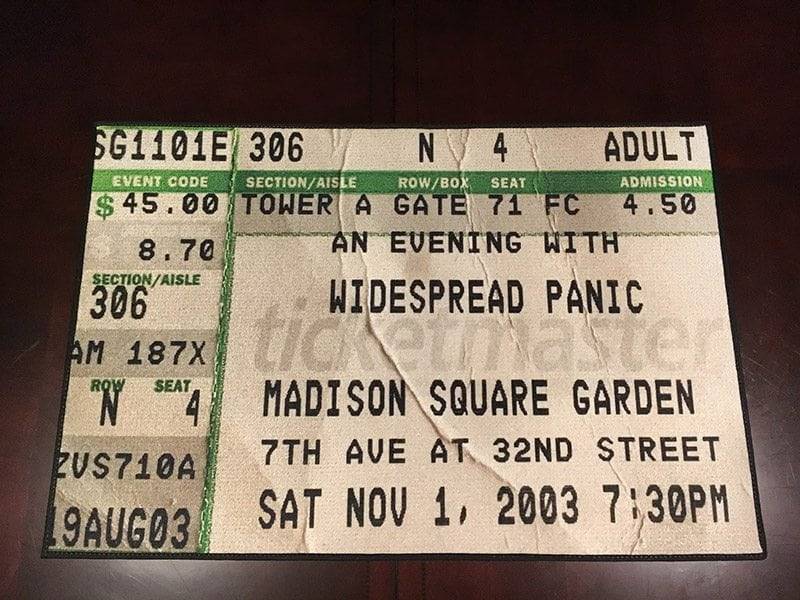 SG1101E 306 N 4 ADULT
EVENT CODE SECTION/AISLE ROW/BOX SEAT ADMISSION
$ 45.00 TOWER A GATE 71 FC 4.50
8.70 AN EVENING WITH
SECTION/AISLE
306 WIDESPREAD PANIC
ticketmaster
AM 187X
ROW SEAT
N 4 MADISON SQUARE GARDEN
ZVS710A 7TH AVE AT 32ND STREET
19AUG03 SAT NOV 1, 2003 7:30PM